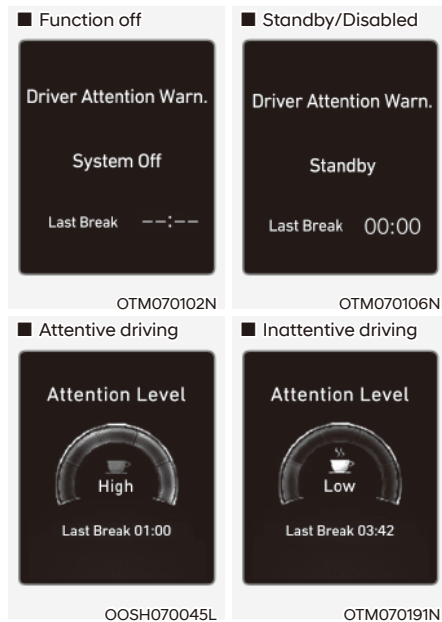 ■ Function off
Driver Attention Warn.
System Off
Last Break --:--
OTM070102N
■ Standby/Disabled
Driver Attention Warn.
Standby
Last Break 00:00
OTM070106N
■ Attentive driving
Attention Level
High
Last Break 01:00
OOSH070045L
■ Inattentive driving
Attention Level
Low
Last Break 03:42
OTM070191N